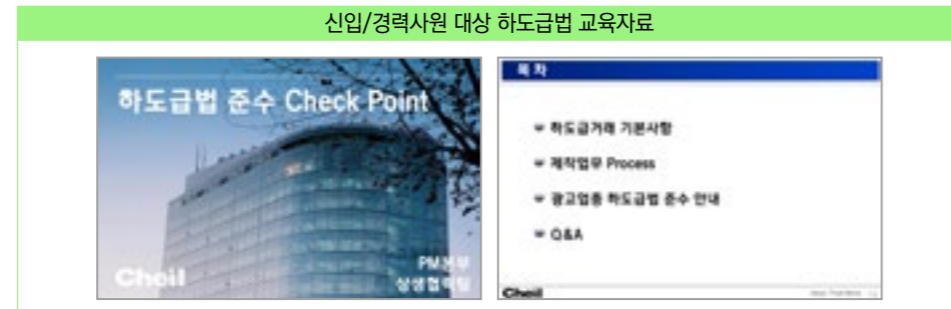 신입/경력사원 대상 하도급법 교육자료
하도급법 준수 Check Point
Cheil
PM본부
상생협력팀
목 차
하도급거래 기본사항
제작업무 Process
광고업종 하도급법 준수 안내
Q&A
Cheil